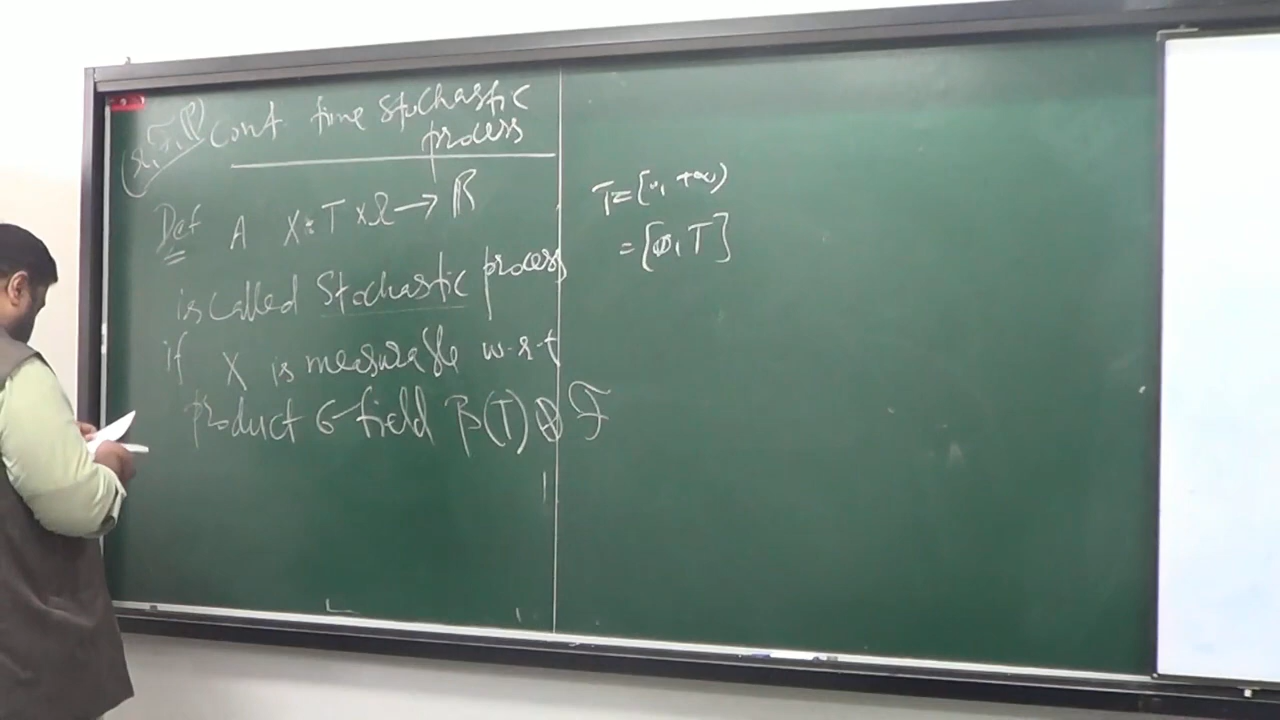 (Ω, F, P) Cont time Stochastic
process
Def A X: T × Ω → R
is called Stochastic process
if X is measurable w.r.t
product σ-field B(T) ⊗ F
T = [0, +∞)
= [0, T]